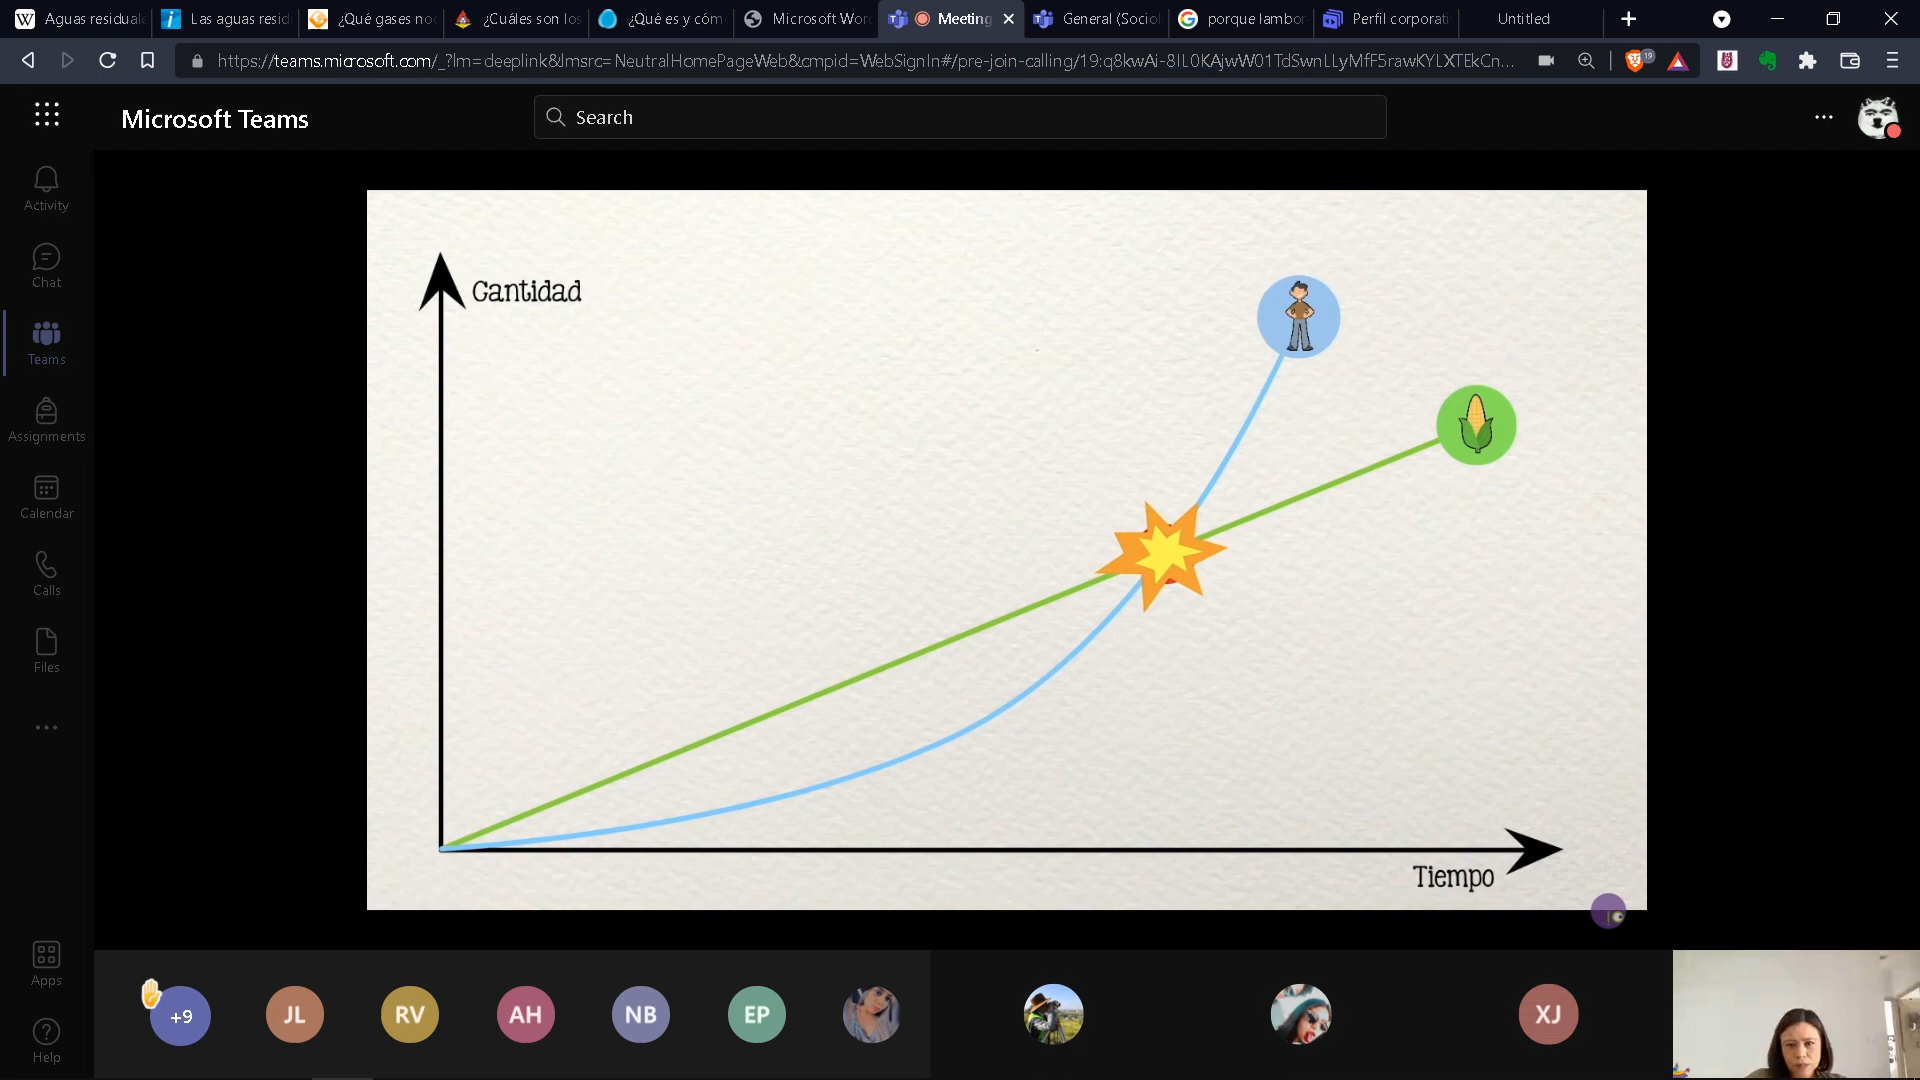 Aguas residuale
Las aguas resid
¿Qué gases no
¿Cuáles son los
¿Qué es y cóm
Microsoft Word
Meeting
General (Sociol
porque lambor
Perfil corporati
Untitled
https://teams.microsoft.com/_?lm=deeplink&lmsrc=NeutralHomePageWeb&cmpid=WebSignIn#/pre-join-calling/19:q8kwAi-8IL0KAjwW01TdSwnLLyMfF5rawKYLXTEkCn...
19
Microsoft Teams
Search
Activity
Chat
Teams
Assignments
Calendar
Calls
Files
Apps
Help
Cantidad
Tiempo
+9
JL
RV
AH
NB
EP
XJ